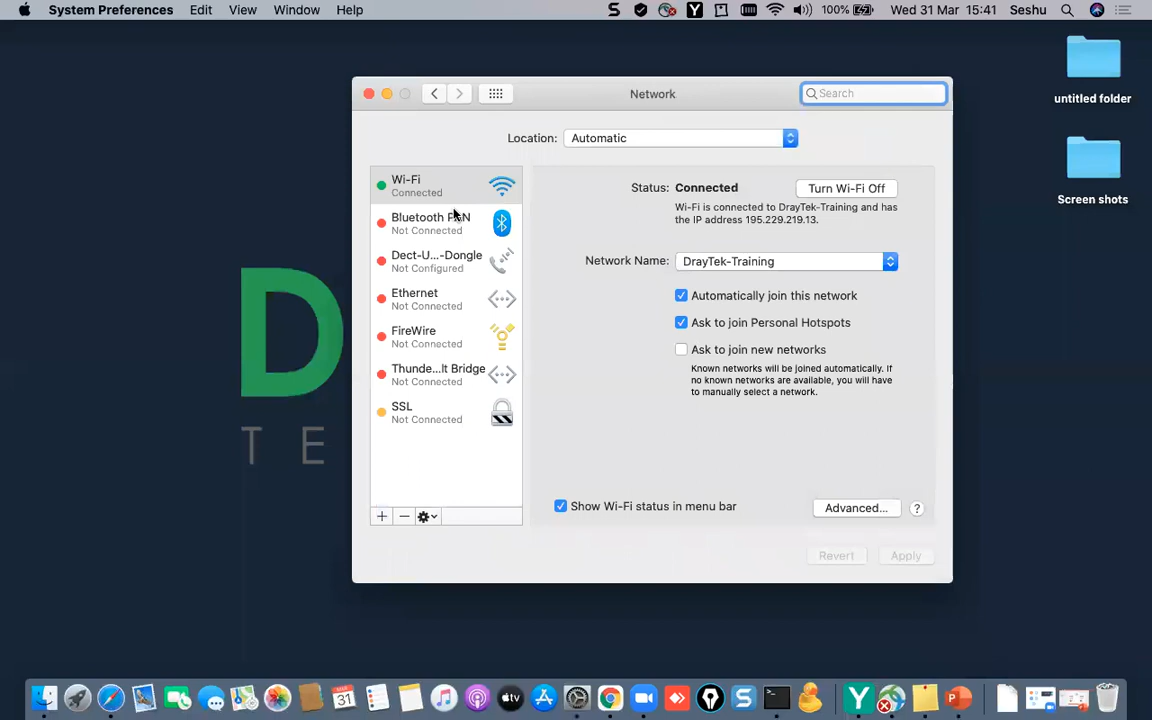 System Preferences Edit View Window Help
100% Wed 31 Mar 15:41 Seshu
untitled folder
Screen shots
Network
Search
Location: Automatic
Wi-Fi
Connected
Bluetooth PAN
Not Connected
Dect-U...-Dongle
Not Configured
Ethernet
Not Connected
FireWire
Not Connected
Thunde...lt Bridge
Not Connected
SSL
Not Connected
Status: Connected
Turn Wi-Fi Off
Wi-Fi is connected to DrayTek-Training and has
the IP address 195.229.219.13.
Network Name: DrayTek-Training
Automatically join this network
Ask to join Personal Hotspots
Ask to join new networks
Known networks will be joined automatically. If
no known networks are available, you will have
to manually select a network.
Show Wi-Fi status in menu bar
Advanced...
?
Revert
Apply
D
T E